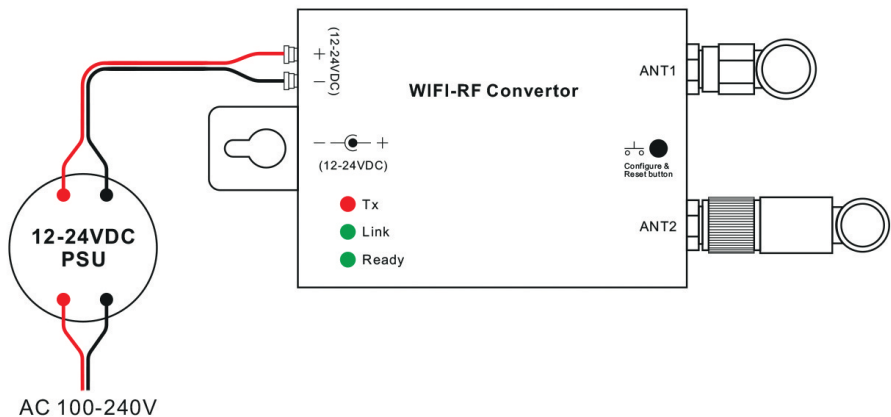 +
(12-24VDC)
−
WIFI-RF Convertor
ANT1
− +
(12-24VDC)
Configure &
Reset button
Tx
Link
Ready
ANT2
12-24VDC
PSU
AC 100-240V